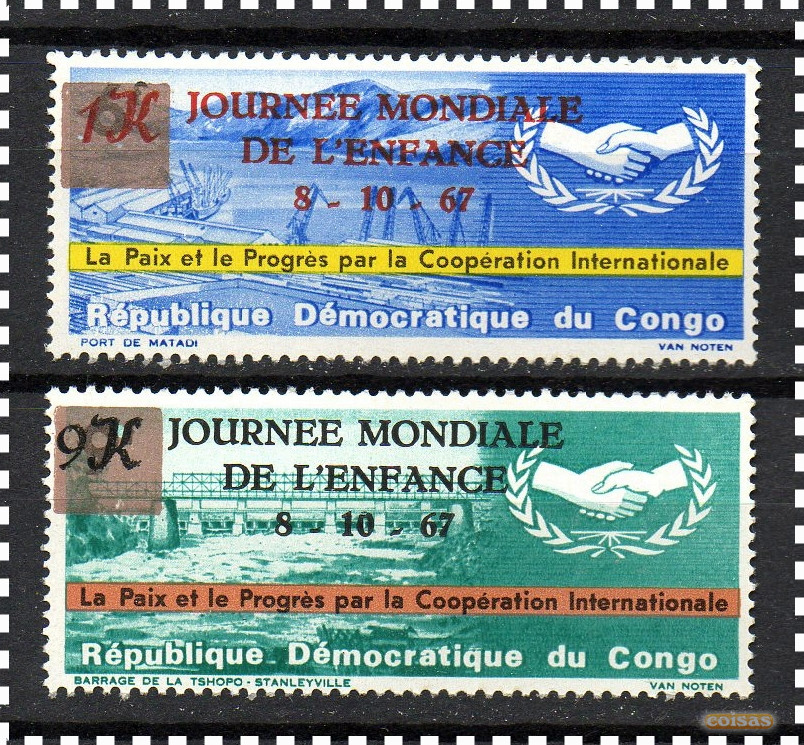 1K JOURNEE MONDIALE
DE L'ENFANCE
8 - 10 - 67
La Paix et le Progrès par la Coopération Internationale
République Démocratique du Congo
PORT DE MATADI VAN NOTEN
9K JOURNEE MONDIALE
DE L'ENFANCE
8 - 10 - 67
La Paix et le Progrès par la Coopération Internationale
République Démocratique du Congo
BARRAGE DE LA TSHOPO - STANLEYVILLE VAN NOTEN
coisas